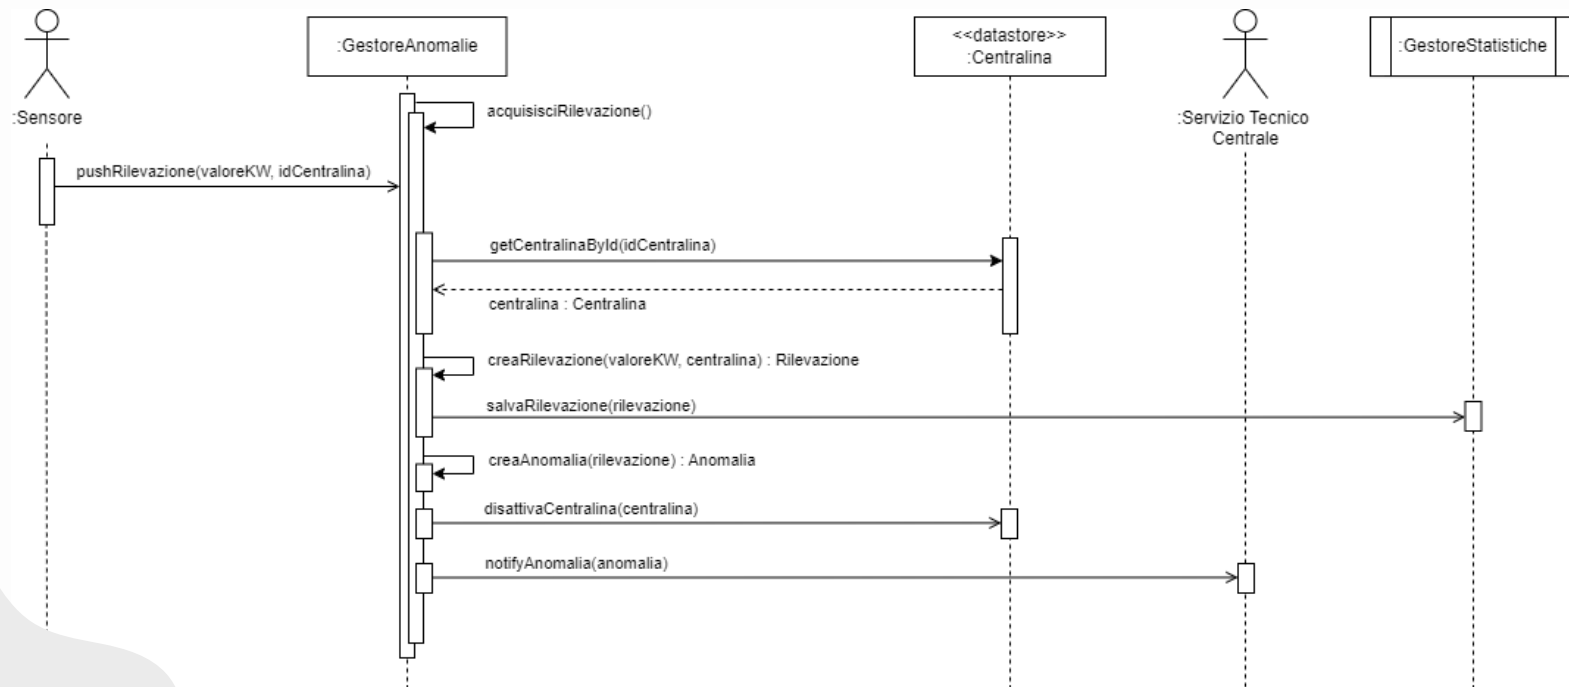 :GestoreAnomalie
<<datastore>>
:Centralina
:GestoreStatistiche
:Sensore
:Servizio Tecnico
Centrale
acquisisciRilevazione()
pushRilevazione(valoreKW, idCentralina)
getCentralinaById(idCentralina)
centralina : Centralina
creaRilevazione(valoreKW, centralina) : Rilevazione
salvaRilevazione(rilevazione)
creaAnomalia(rilevazione) : Anomalia
disattivaCentralina(centralina)
notifyAnomalia(anomalia)